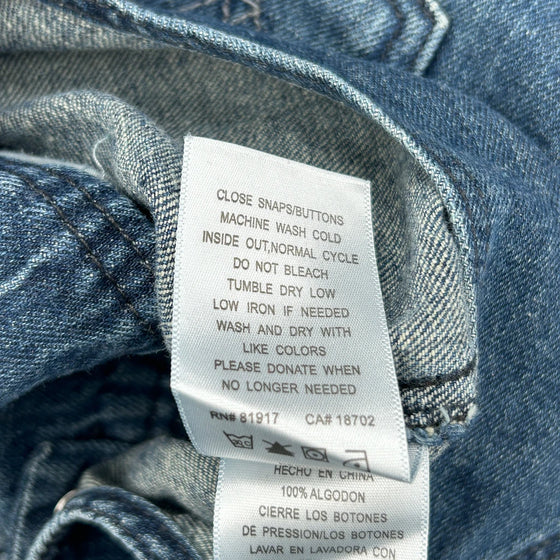 CLOSE SNAPS/BUTTONS
MACHINE WASH COLD
INSIDE OUT,NORMAL CYCLE
DO NOT BLEACH
TUMBLE DRY LOW
LOW IRON IF NEEDED
WASH AND DRY WITH
LIKE COLORS
PLEASE DONATE WHEN
NO LONGER NEEDED
RN# 81917 CA# 18702
HECHO EN CHINA
100% ALGODON
CIERRE LOS BOTONES
DE PRESSION/LOS BOTONES
LAVAR EN LAVADORA CON